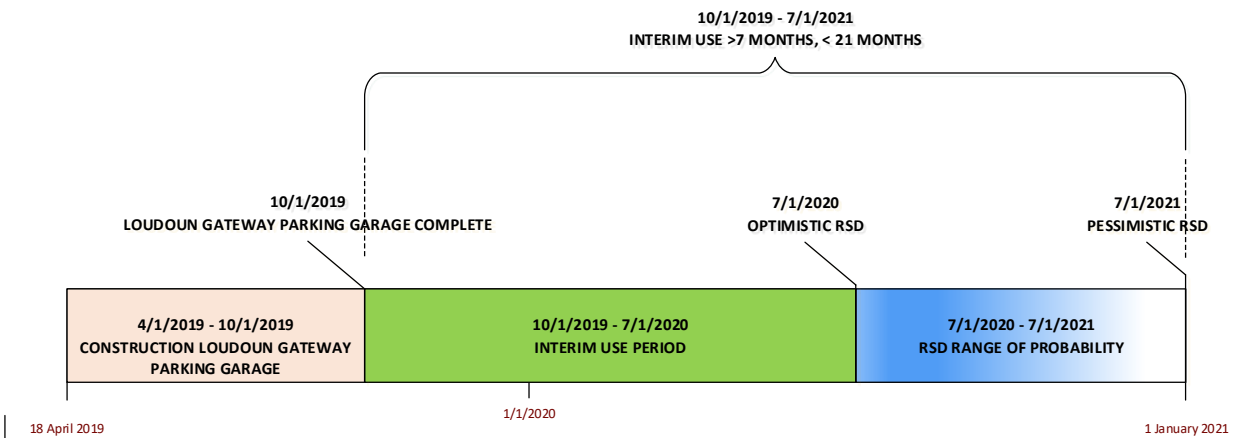 10/1/2019 - 7/1/2021
INTERIM USE >7 MONTHS, < 21 MONTHS
10/1/2019
LOUDOUN GATEWAY PARKING GARAGE COMPLETE
7/1/2020
OPTIMISTIC RSD
7/1/2021
PESSIMISTIC RSD
4/1/2019 - 10/1/2019
CONSTRUCTION LOUDOUN GATEWAY
PARKING GARAGE
10/1/2019 - 7/1/2020
INTERIM USE PERIOD
7/1/2020 - 7/1/2021
RSD RANGE OF PROBABILITY
1/1/2020
18 April 2019
1 January 2021